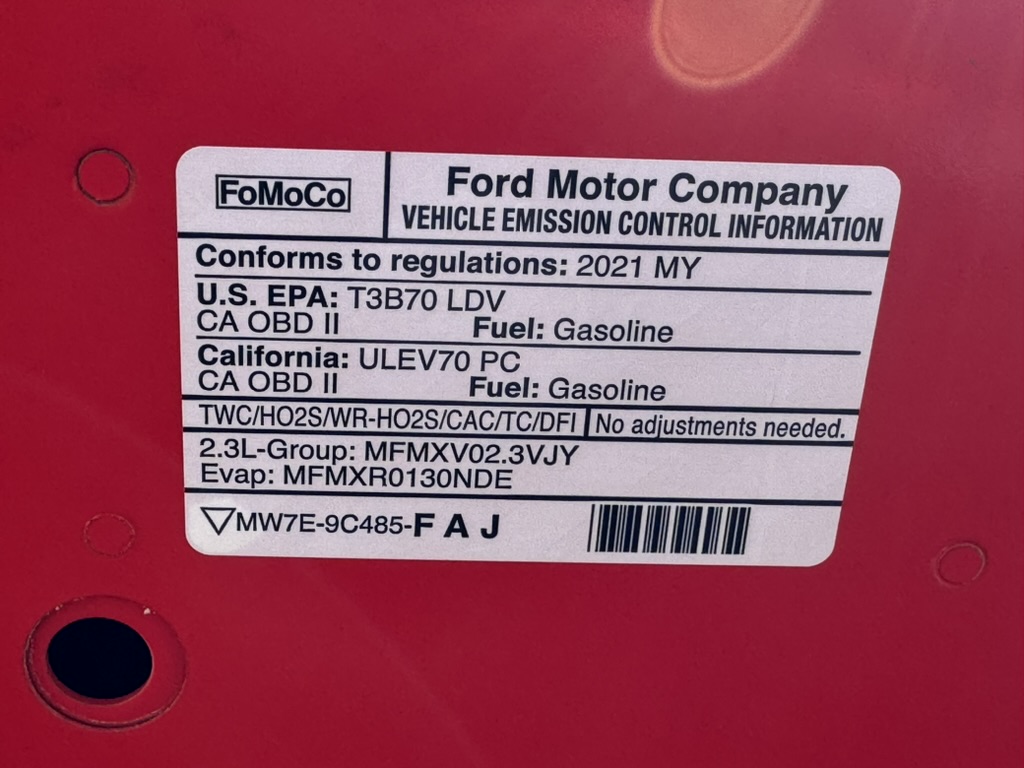 FoMoCo
Ford Motor Company
VEHICLE EMISSION CONTROL INFORMATION
Conforms to regulations: 2021 MY
U.S. EPA: T3B70 LDV
CA OBD II Fuel: Gasoline
California: ULEV70 PC
CA OBD II Fuel: Gasoline
TWC/HO2S/WR-HO2S/CAC/TC/DFI No adjustments needed.
2.3L-Group: MFMXV02.3VJY
Evap: MFMXR0130NDE
MW7E-9C485-F A J